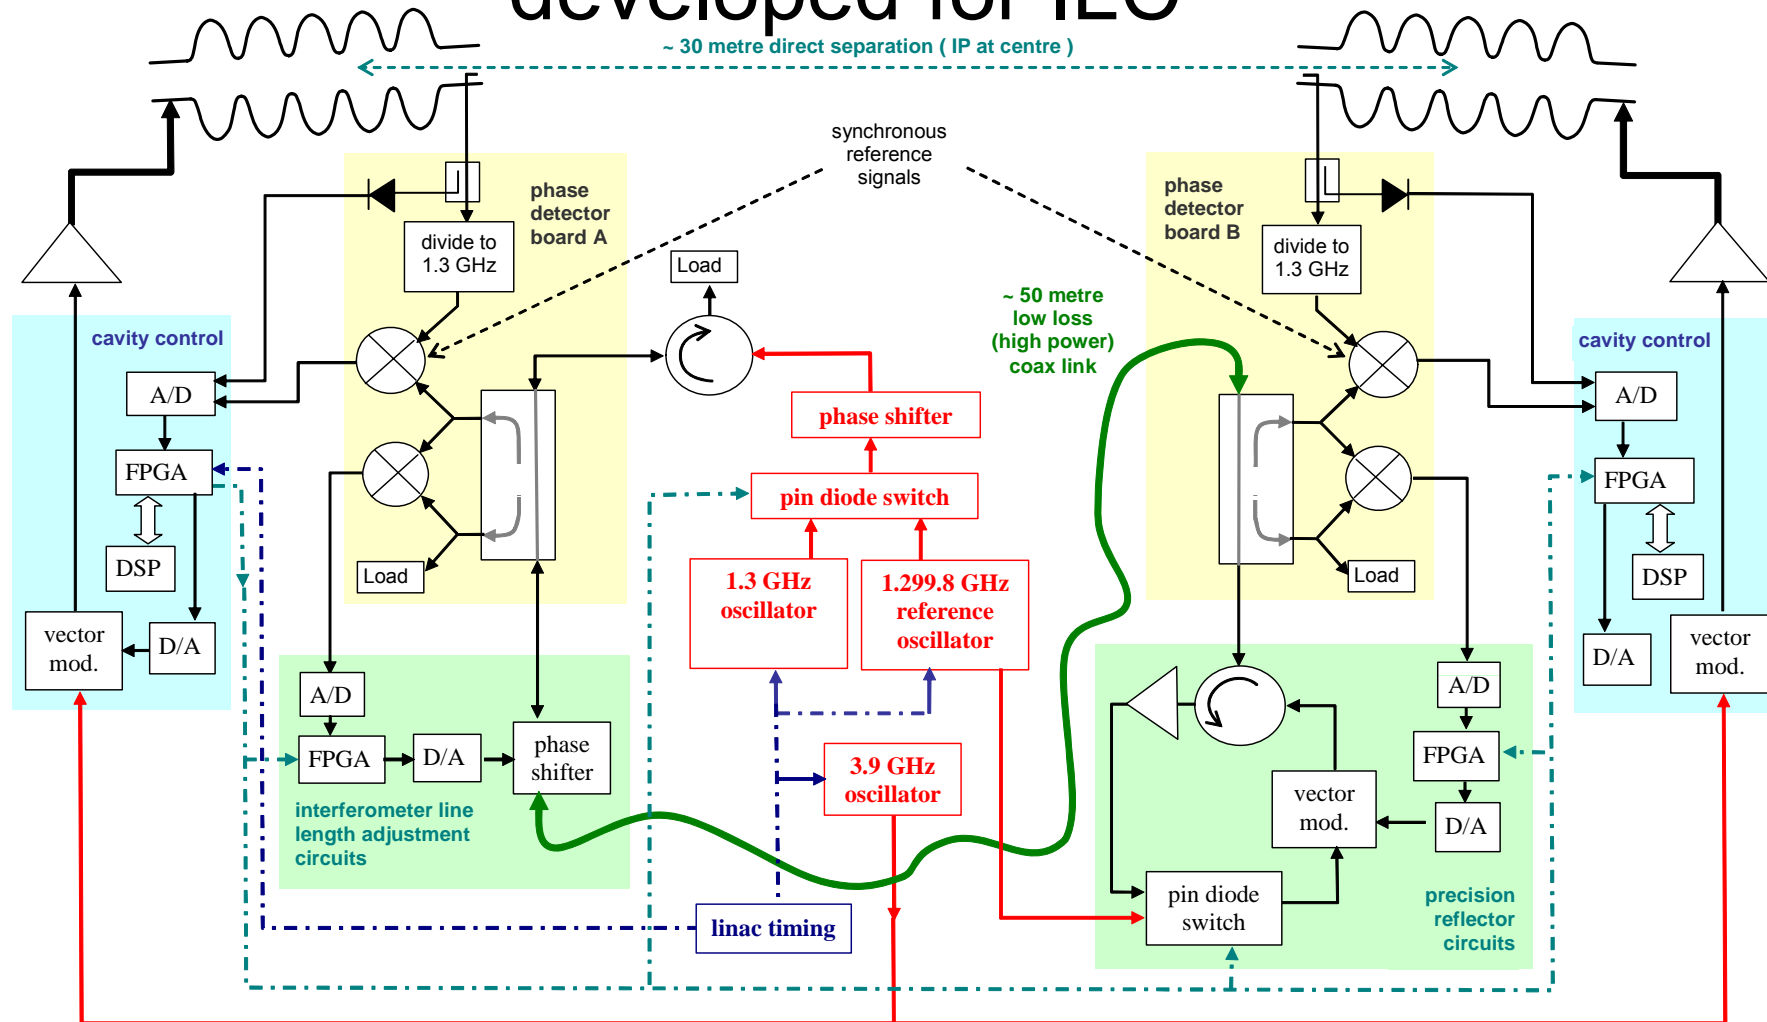 developed for ILC
~ 30 metre direct separation ( IP at centre )
synchronous
reference
signals
phase
detector
board A
divide to
1.3 GHz
Load
~ 50 metre
low loss
(high power)
coax link
phase
detector
board B
divide to
1.3 GHz
cavity control
A/D
FPGA
DSP
D/A
vector
mod.
Load
phase shifter
pin diode switch
1.3 GHz
oscillator
1.299.8 GHz
reference
oscillator
3.9 GHz
oscillator
linac timing
A/D
FPGA
D/A
phase
shifter
interferometer line
length adjustment
circuits
Load
cavity control
A/D
FPGA
DSP
D/A
vector
mod.
A/D
FPGA
D/A
vector
mod.
pin diode
switch
precision
reflector
circuits